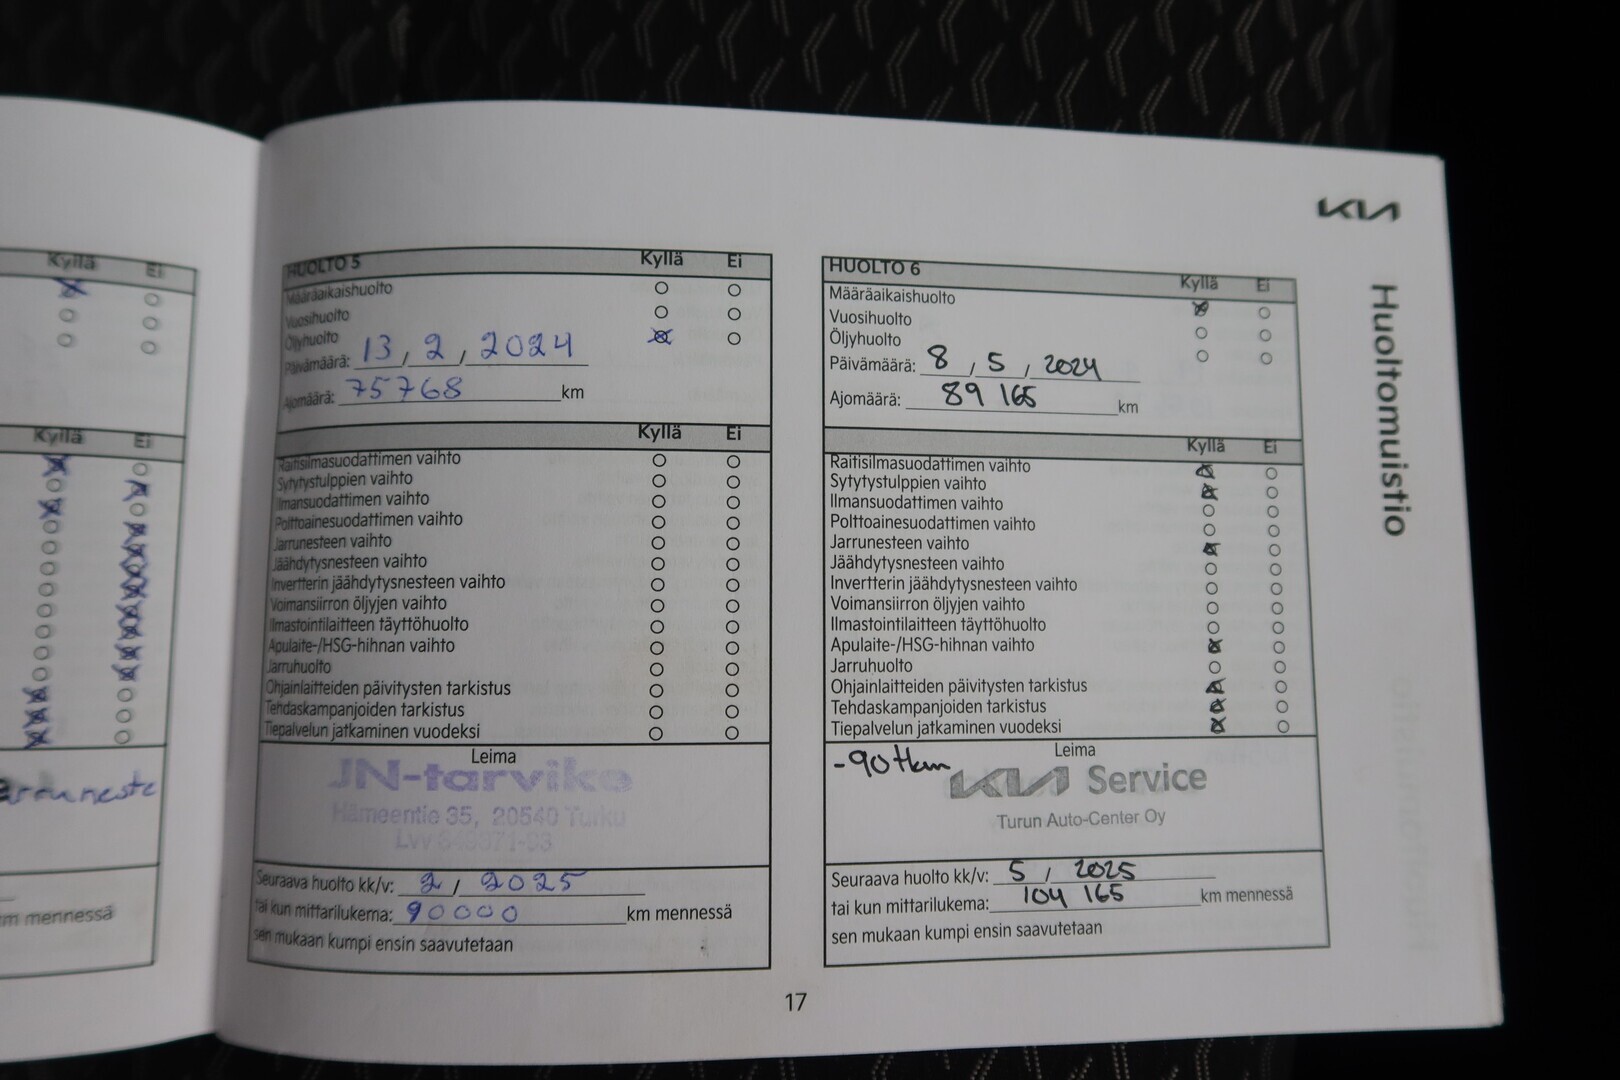 KIA
Huoltomuistio
Kyllä Ei
Kyllä Ei
km mennessä
HUOLTO 5 Kyllä Ei
Määräaikaishuolto
Vuosihuolto
Öljyhuolto
Päivämäärä: 13, 2, 2024
Ajomäärä: 75768 km
Kyllä Ei
Raitisilmasuodattimen vaihto
Sytytystulppien vaihto
Ilmansuodattimen vaihto
Polttoainesuodattimen vaihto
Jarrunesteen vaihto
Jäähdytysnesteen vaihto
Invertterin jäähdytysnesteen vaihto
Voimansiirron öljyjen vaihto
Ilmastointilaitteen täyttöhuolto
Apulaite-/HSG-hihnan vaihto
Jarruhuolto
Ohjainlaitteiden päivitysten tarkistus
Tehdaskampanjoiden tarkistus
Tiepalvelun jatkaminen vuodeksi
Leima
JN-tarvike
Hämeentie 35, 20540 Turku
Seuraava huolto kk/v: 2, 2025
tai kun mittarilukema: 90000 km mennessä
sen mukaan kumpi ensin saavutetaan
HUOLTO 6 Kyllä Ei
Määräaikaishuolto
Vuosihuolto
Öljyhuolto
Päivämäärä: 8, 5, 2024
Ajomäärä: 89 165 km
Kyllä Ei
Raitisilmasuodattimen vaihto
Sytytystulppien vaihto
Ilmansuodattimen vaihto
Polttoainesuodattimen vaihto
Jarrunesteen vaihto
Jäähdytysnesteen vaihto
Invertterin jäähdytysnesteen vaihto
Voimansiirron öljyjen vaihto
Ilmastointilaitteen täyttöhuolto
Apulaite-/HSG-hihnan vaihto
Jarruhuolto
Ohjainlaitteiden päivitysten tarkistus
Tehdaskampanjoiden tarkistus
Tiepalvelun jatkaminen vuodeksi
Leima
-90tkm
KIA Service
Turun Auto-Center Oy
Seuraava huolto kk/v: 5, 2025
tai kun mittarilukema: 104 165 km mennessä
sen mukaan kumpi ensin saavutetaan
17